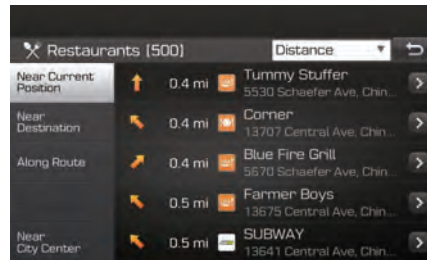 Restaurants (500)
Distance
Near Current
Position
0.4 mi
Tummy Stuffer
5530 Schaefer Ave, Chin...
Near
Destination
0.4 mi
Corner
13707 Central Ave, Chin...
Along Route
0.4 mi
Blue Fire Grill
5670 Schaefer Ave, Chin...
0.5 mi
Farmer Boys
13675 Central Ave, Chin...
Near
City Center
0.5 mi
SUBWAY
13641 Central Ave, Chin...